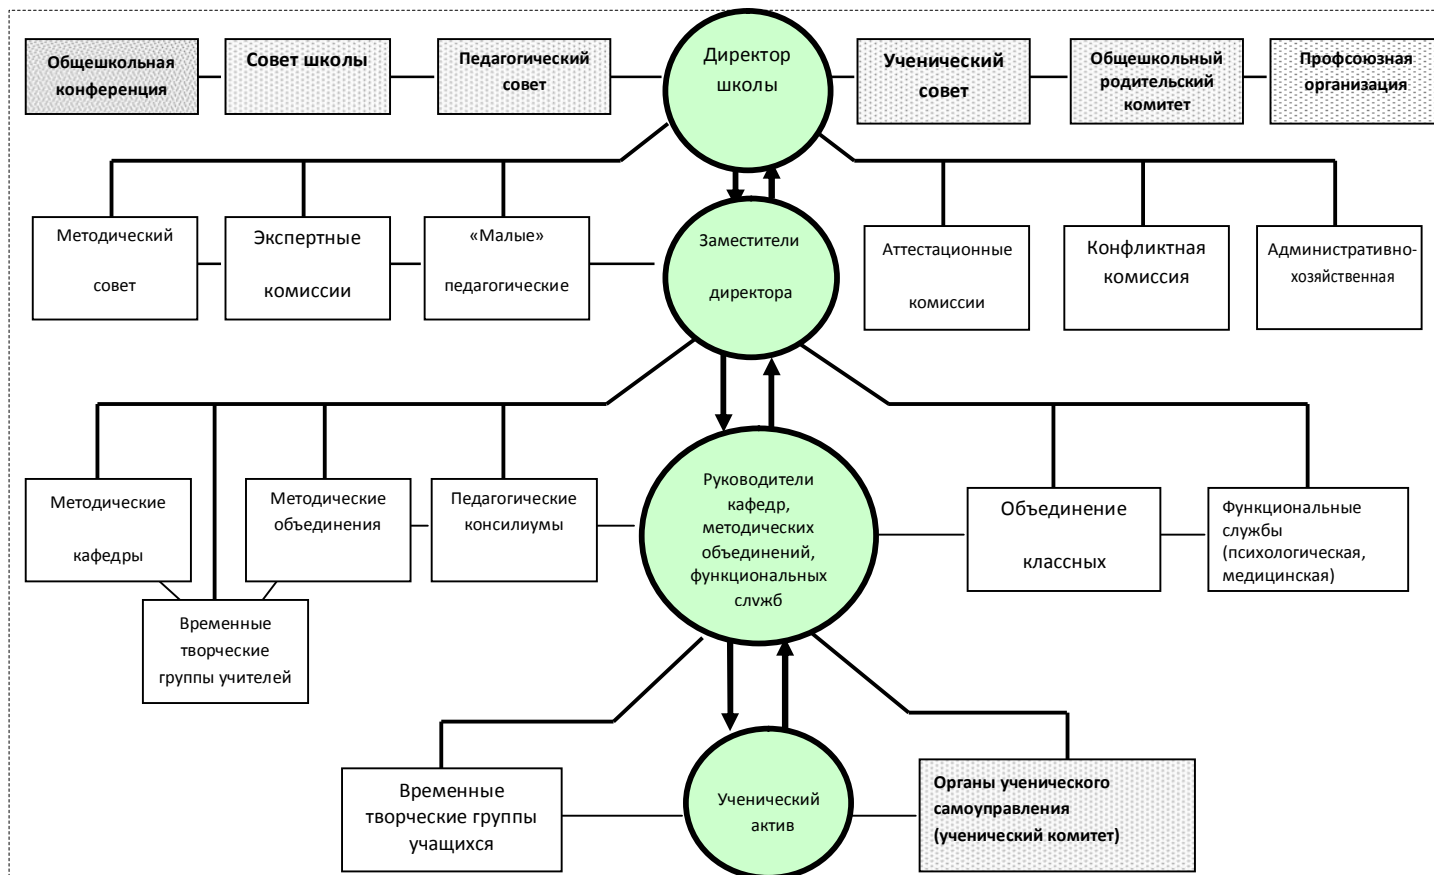 Общешкольная
конференция
Совет школы
Педагогический
совет
Директор
школы
Ученический
совет
Общешкольный
родительский
комитет
Профсоюзная
организация
Методический
совет
Экспертные
комиссии
«Малые»
педагогические
Заместители
директора
Аттестационные
комиссии
Конфликтная
комиссия
Административно-
хозяйственная
Методические
кафедры
Методические
объединения
Педагогические
консилиумы
Руководители
кафедр,
методических
объединений,
функциональных
служб
Объединение
классных
Функциональные
службы
(психологическая,
медицинская)
Временные
творческие
группы учителей
Временные
творческие группы
учащихся
Ученический
актив
Органы ученического
самоуправления
(ученический комитет)